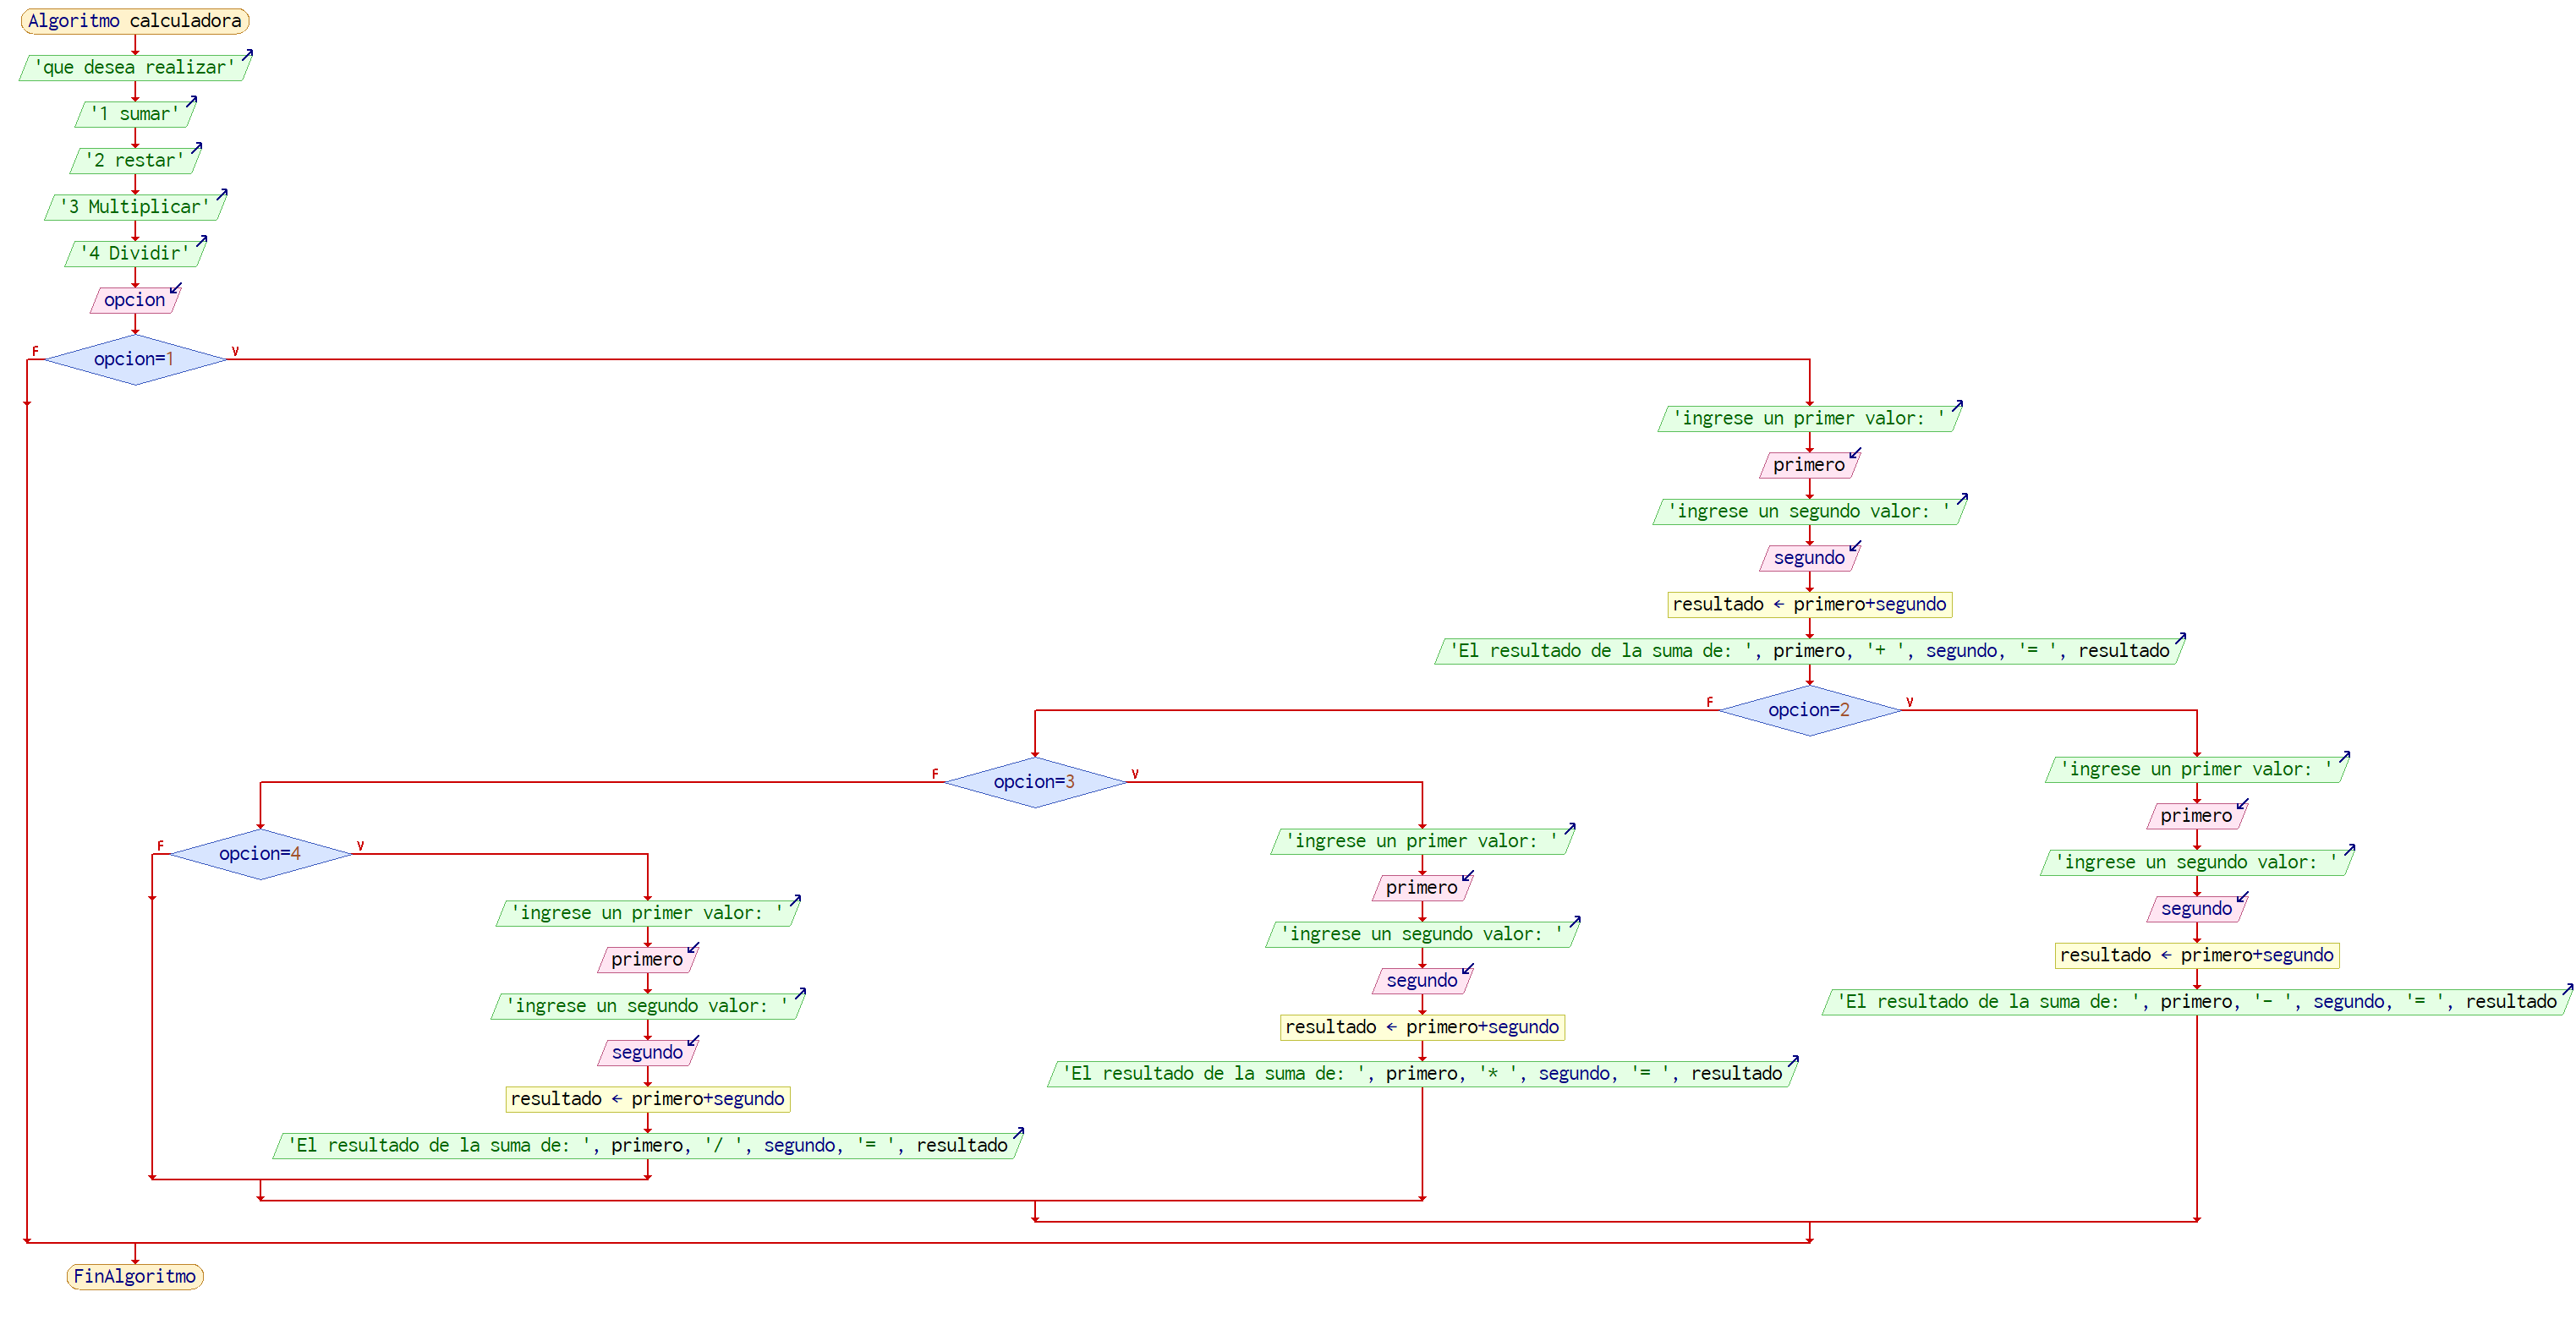 Algoritmo calculadora
'que desea realizar'
'1 sumar'
'2 restar'
'3 Multiplicar'
'4 Dividir'
opcion
F
opcion=1
V
'ingrese un primer valor: '
primero
'ingrese un segundo valor: '
segundo
resultado ← primero+segundo
'El resultado de la suma de: ', primero, '+ ', segundo, '= ', resultado
F
opcion=2
V
F
opcion=3
V
F
opcion=4
V
'ingrese un primer valor: '
primero
'ingrese un segundo valor: '
segundo
resultado ← primero+segundo
'El resultado de la suma de: ', primero, '/ ', segundo, '= ', resultado
'ingrese un primer valor: '
primero
'ingrese un segundo valor: '
segundo
resultado ← primero+segundo
'El resultado de la suma de: ', primero, '* ', segundo, '= ', resultado
'ingrese un primer valor: '
primero
'ingrese un segundo valor: '
segundo
resultado ← primero+segundo
'El resultado de la suma de: ', primero, '- ', segundo, '= ', resultado
FinAlgoritmo